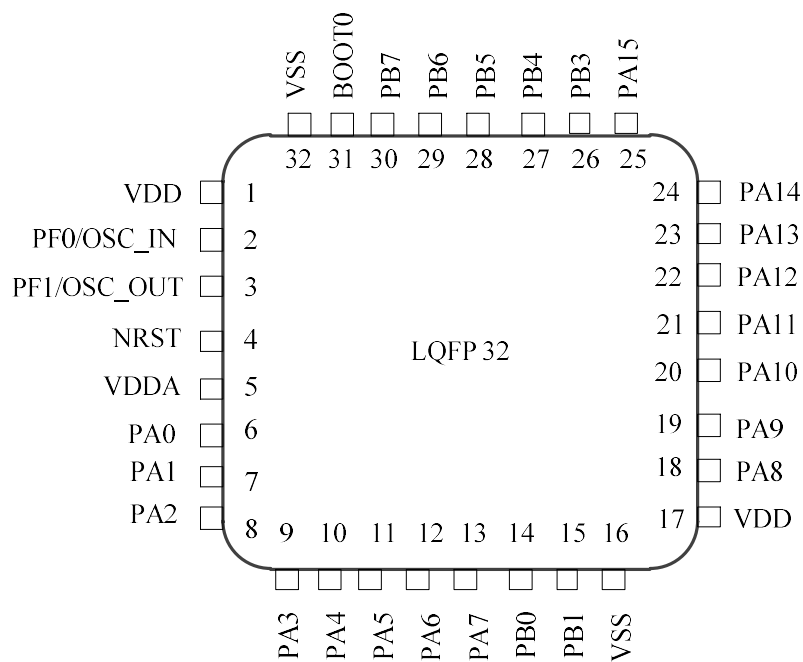 VSS
BOOT0
PB7
PB6
PB5
PB4
PB3
PA15
32 31 30 29 28 27 26 25
VDD 1
PF0/OSC_IN 2
PF1/OSC_OUT 3
NRST 4
VDDA 5
PA0 6
PA1 7
PA2 8
LQFP 32
24 PA14
23 PA13
22 PA12
21 PA11
20 PA10
19 PA9
18 PA8
17 VDD
9 10 11 12 13 14 15 16
PA3
PA4
PA5
PA6
PA7
PB0
PB1
VSS